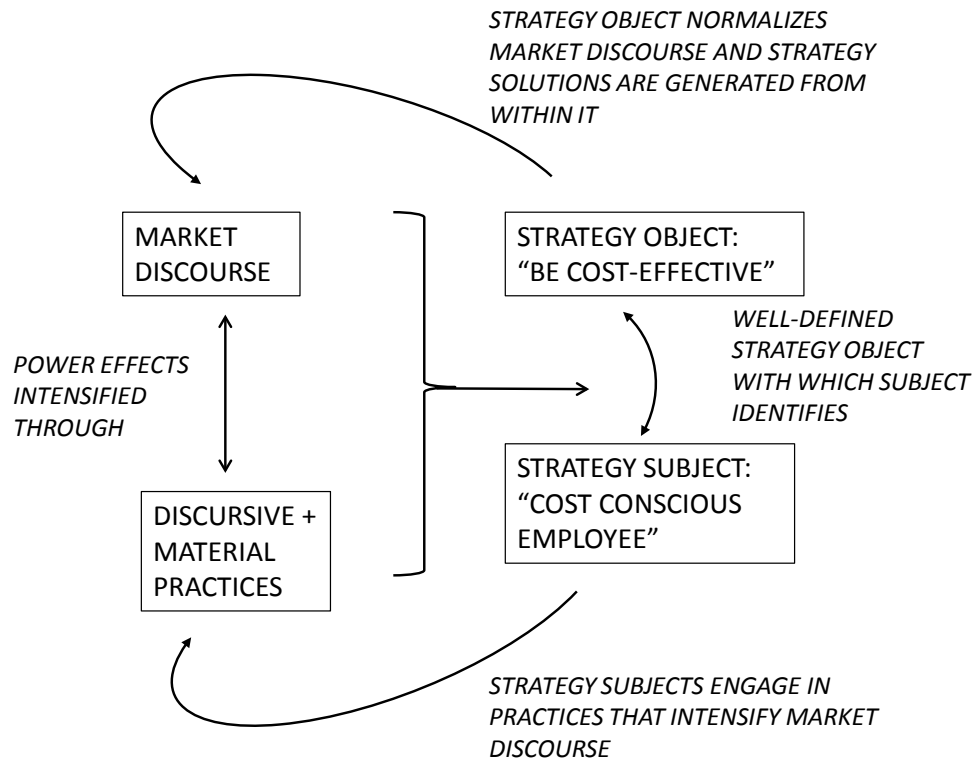 STRATEGY OBJECT NORMALIZES
MARKET DISCOURSE AND STRATEGY
SOLUTIONS ARE GENERATED FROM
WITHIN IT
MARKET
DISCOURSE
STRATEGY OBJECT:
“BE COST-EFFECTIVE”
POWER EFFECTS
INTENSIFIED
THROUGH
WELL-DEFINED
STRATEGY OBJECT
WITH WHICH SUBJECT
IDENTIFIES
DISCURSIVE +
MATERIAL
PRACTICES
STRATEGY SUBJECT:
“COST CONSCIOUS
EMPLOYEE”
STRATEGY SUBJECTS ENGAGE IN
PRACTICES THAT INTENSIFY MARKET
DISCOURSE